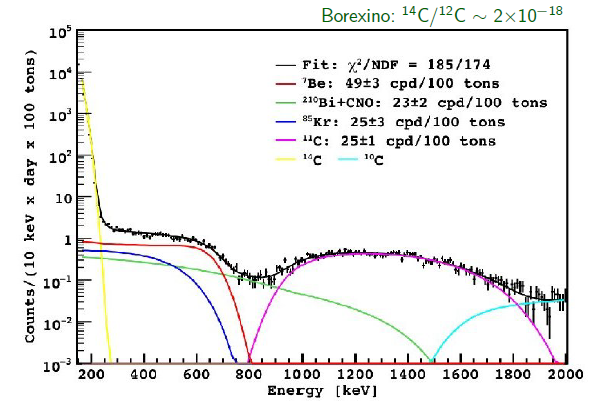 Borexino: ¹⁴C/¹²C ∼ 2×10⁻¹⁸
Counts/(10 keV x day x 100 tons)
10⁵
10⁴
10³
10²
10
1
10⁻¹
10⁻²
10⁻³
Fit: χ²/NDF = 185/174
⁷Be: 49±3 cpd/100 tons
²¹⁰Bi+CNO: 23±2 cpd/100 tons
⁸⁵Kr: 25±3 cpd/100 tons
¹¹C: 25±1 cpd/100 tons
¹⁴C ¹⁰C
200 400 600 800 1000 1200 1400 1600 1800 2000
Energy [keV]